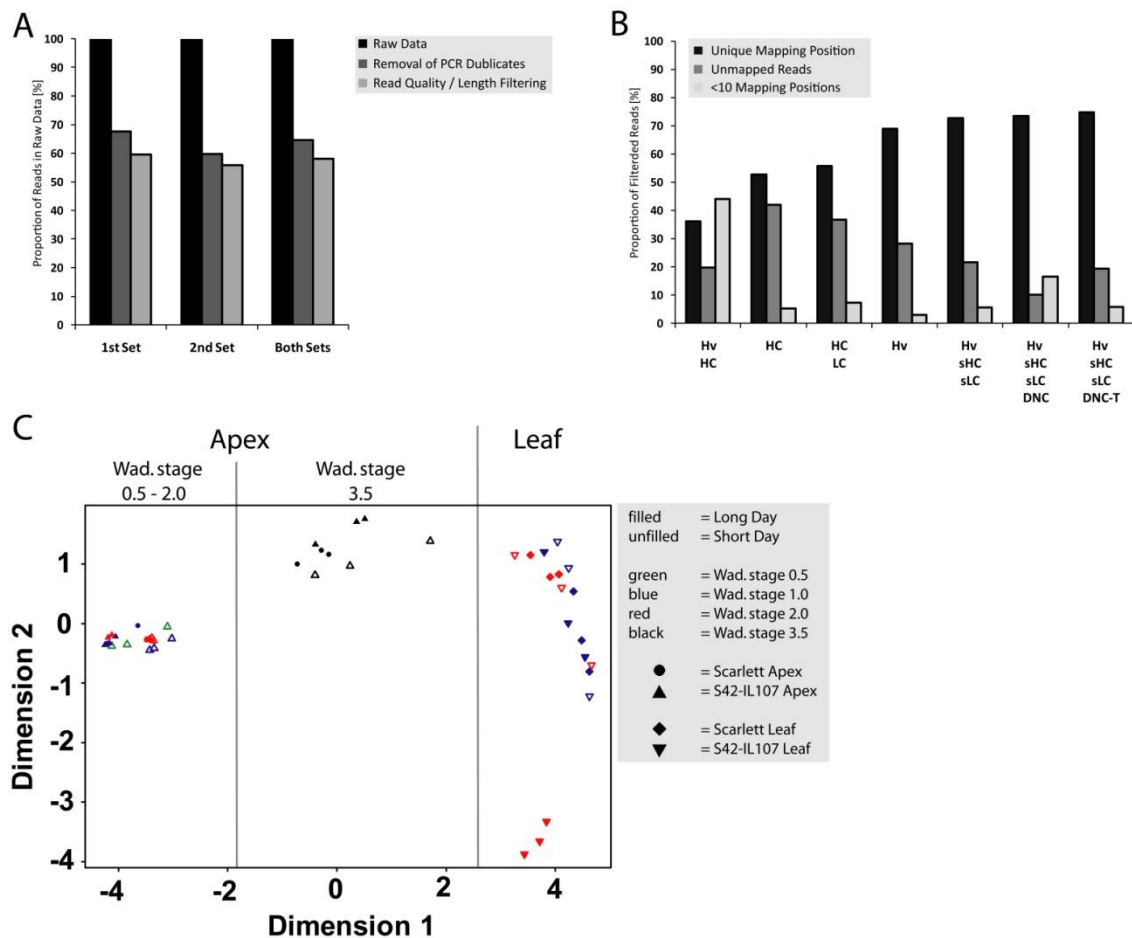 A
Proportion of Reads in Raw Data [%]
100
90
80
70
60
50
40
30
20
10
0
1st Set
2nd Set
Both Sets
Raw Data
Removal of PCR Dublicates
Read Quality / Length Filtering
B
Proportion of Filterded Reads [%]
100
90
80
70
60
50
40
30
20
10
0
Unique Mapping Position
Unmapped Reads
<10 Mapping Positions
Hv
HC
HC
HC
LC
Hv
Hv
sHC
sLC
Hv
sHC
sLC
DNC
Hv
sHC
sLC
DNC-T
C
Apex
Leaf
Wad. stage
0.5 - 2.0
Wad. stage
3.5
Dimension 2
1
0
-1
-2
-3
-4
-4
-2
0
2
4
Dimension 1
filled = Long Day
unfilled = Short Day
green = Wad. stage 0.5
blue = Wad. stage 1.0
red = Wad. stage 2.0
black = Wad. stage 3.5
= Scarlett Apex
= S42-IL107 Apex
= Scarlett Leaf
= S42-IL107 Leaf